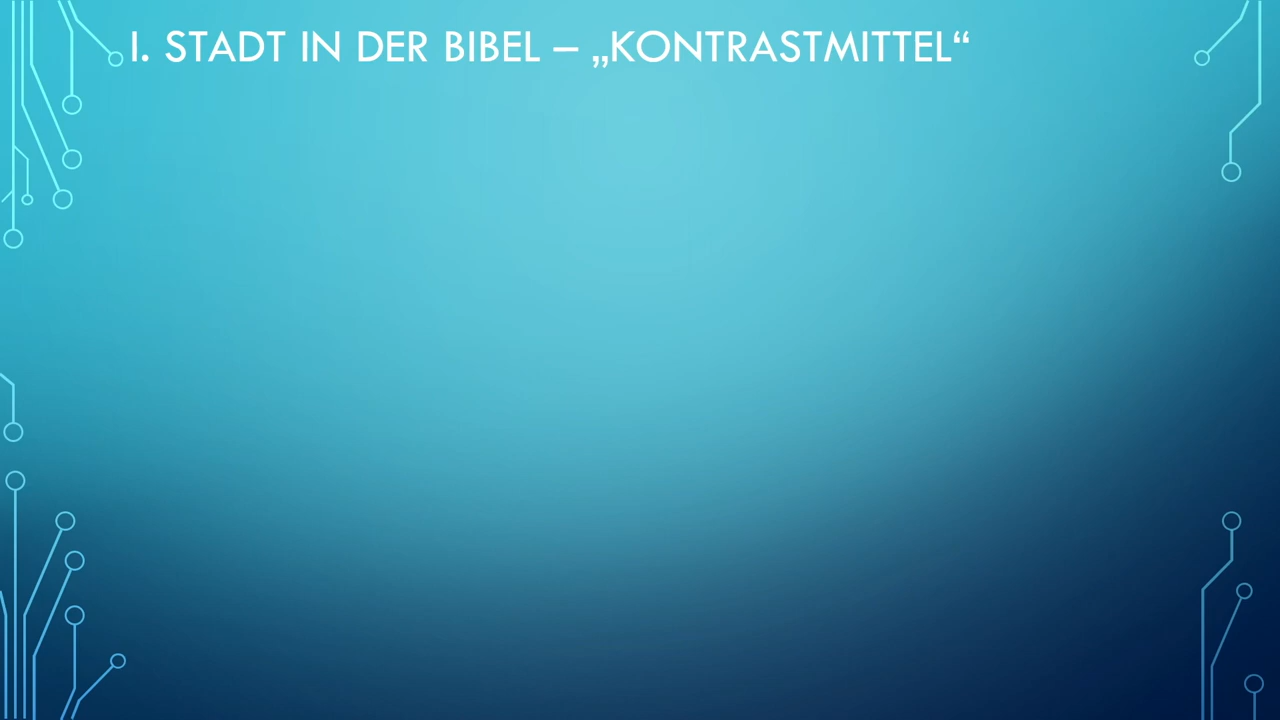 I. STADT IN DER BIBEL – „KONTRASTMITTEL“